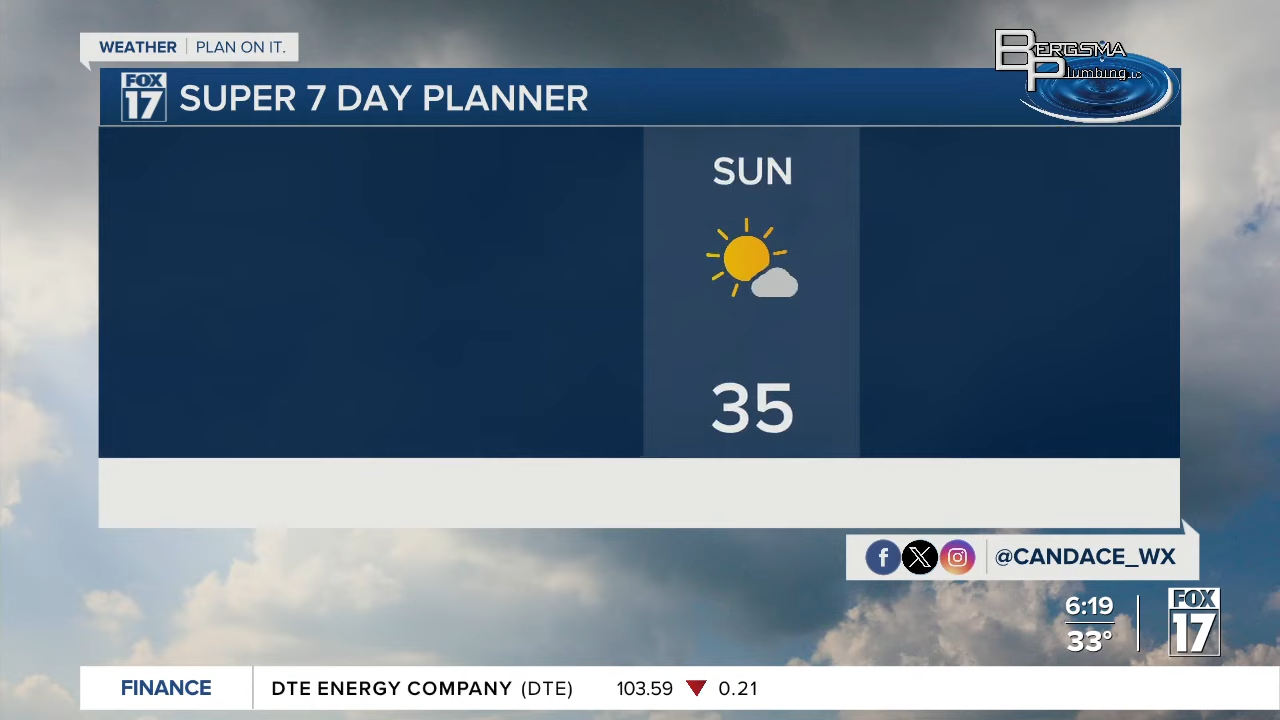 WEATHER | PLAN ON IT.
BERGSMA
Plumbing LLC
FOX
17
SUPER 7 DAY PLANNER
SUN
35
@CANDACE_WX
6:19
33°
FOX
17
FINANCE
DTE ENERGY COMPANY (DTE) 103.59 ▼ 0.21